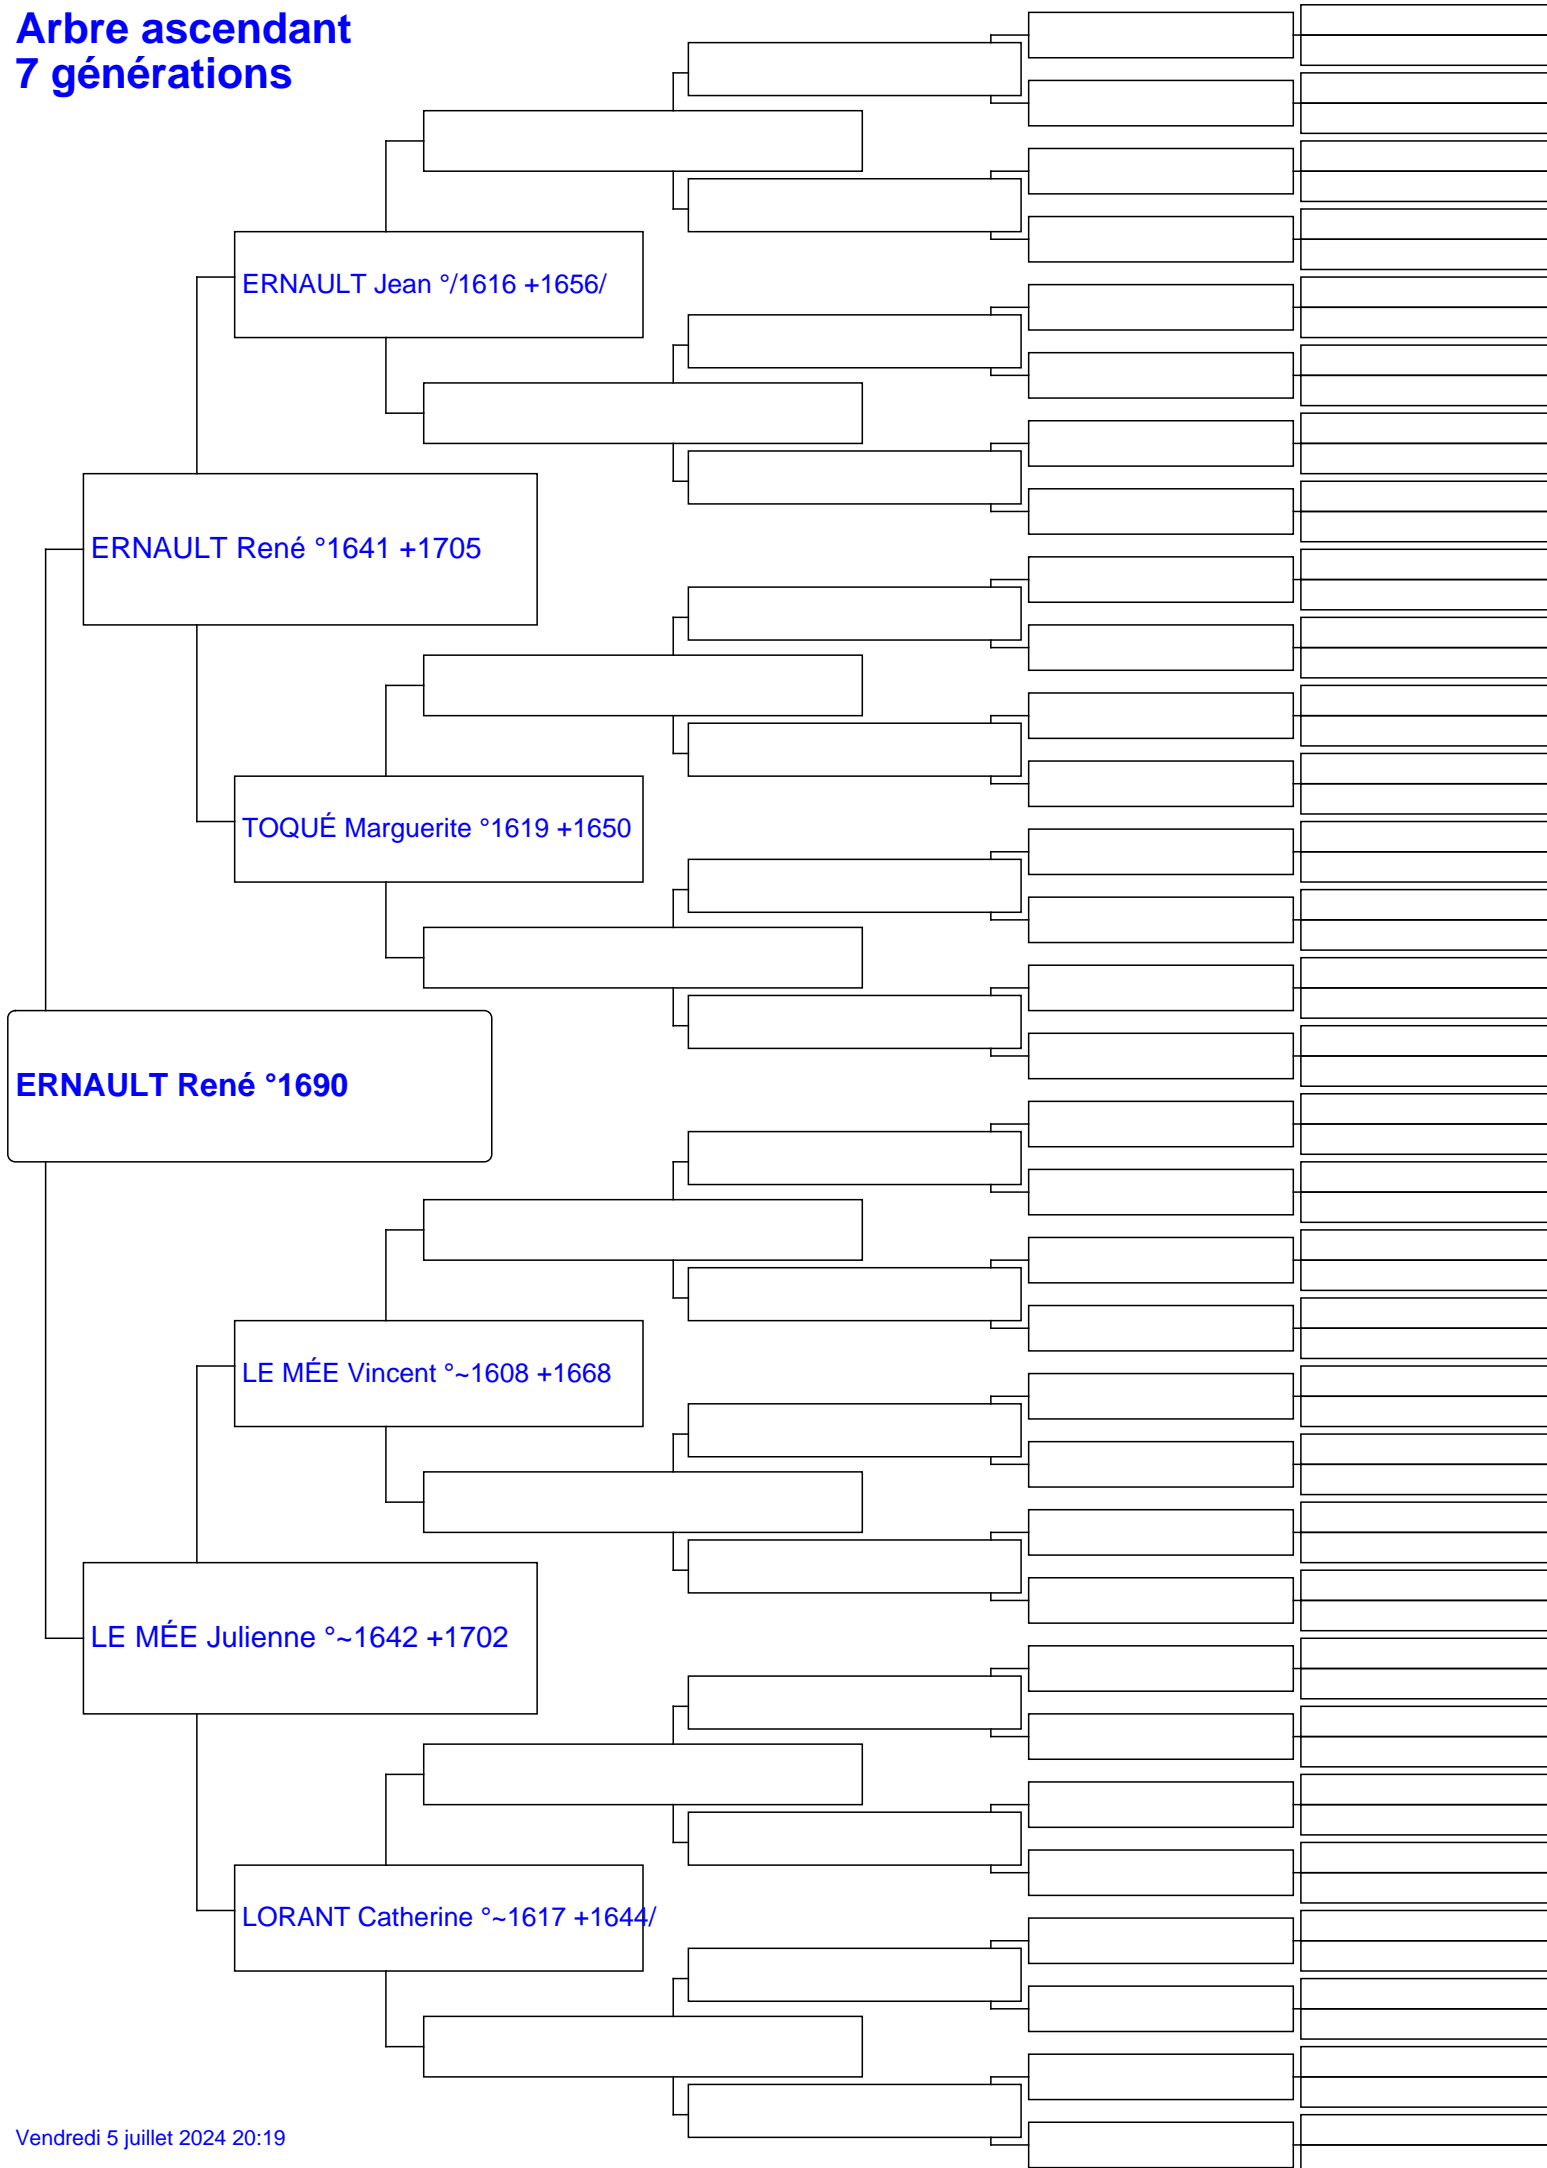 Arbre ascendant
7 générations
ERNAULT Jean °/1616 +1656/
ERNAULT René °1641 +1705
TOQUÉ Marguerite °1619 +1650
ERNAULT René °1690
LE MÉE Vincent °~1608 +1668
LE MÉE Julienne °~1642 +1702
LORANT Catherine °~1617 +1644/
Vendredi 5 juillet 2024 20:19